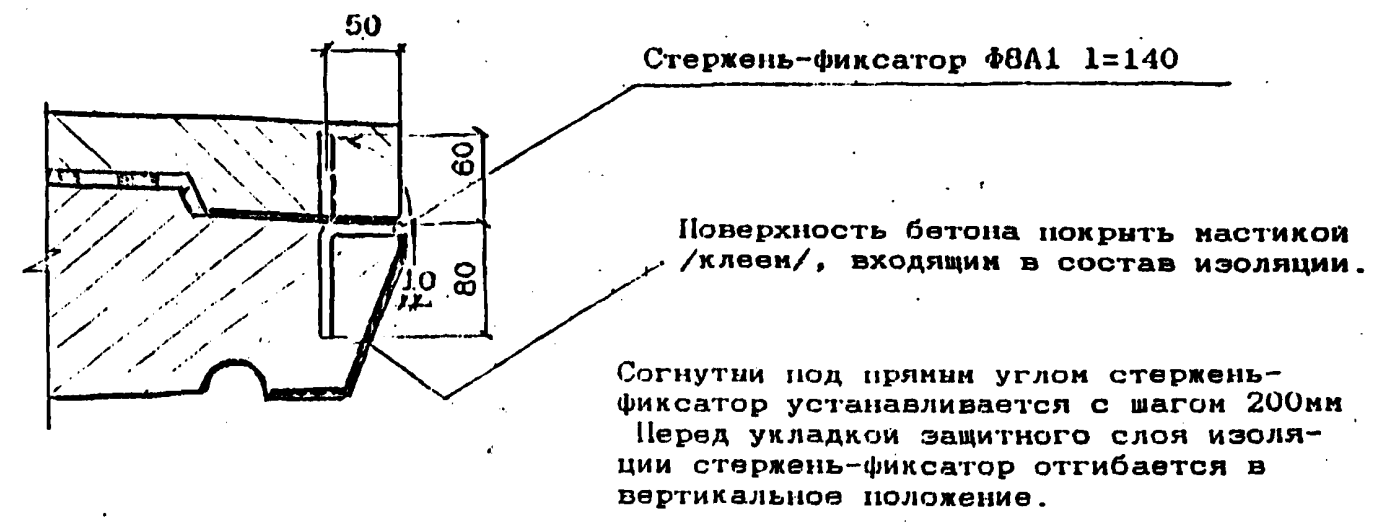 50
Стержень-фиксатор Ф8А1 l=140
60
Поверхность бетона покрыть мастикой
/клеем/, входящим в состав изоляции.
10
80
Согнутый под прямым углом стержень-
фиксатор устанавливается с шагом 200мм
Перед укладкой защитного слоя изоля-
ции стержень-фиксатор отгибается в
вертикальное положение.